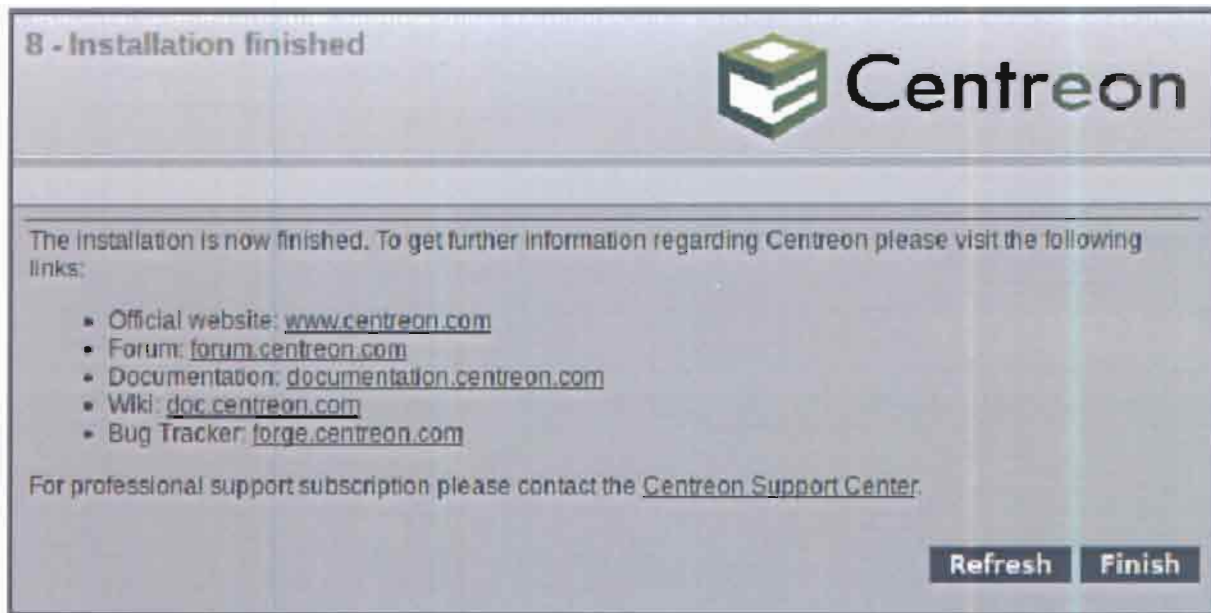 8 - Installation finished
Centreon
The installation is now finished. To get further information regarding Centreon please visit the following
links:
Official website: www.centreon.com
Forum: forum.centreon.com
Documentation: documentation.centreon.com
Wiki: doc.centreon.com
Bug Tracker: forge.centreon.com
For professional support subscription please contact the Centreon Support Center.
Refresh Finish